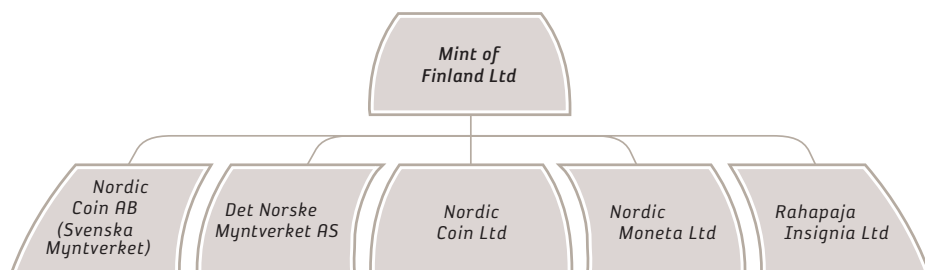 Mint of
Finland Ltd
Nordic
Coin AB
(Svenska
Myntverket)
Det Norske
Myntverket AS
Nordic
Coin Ltd
Nordic
Moneta Ltd
Rahapaja
Insignia Ltd